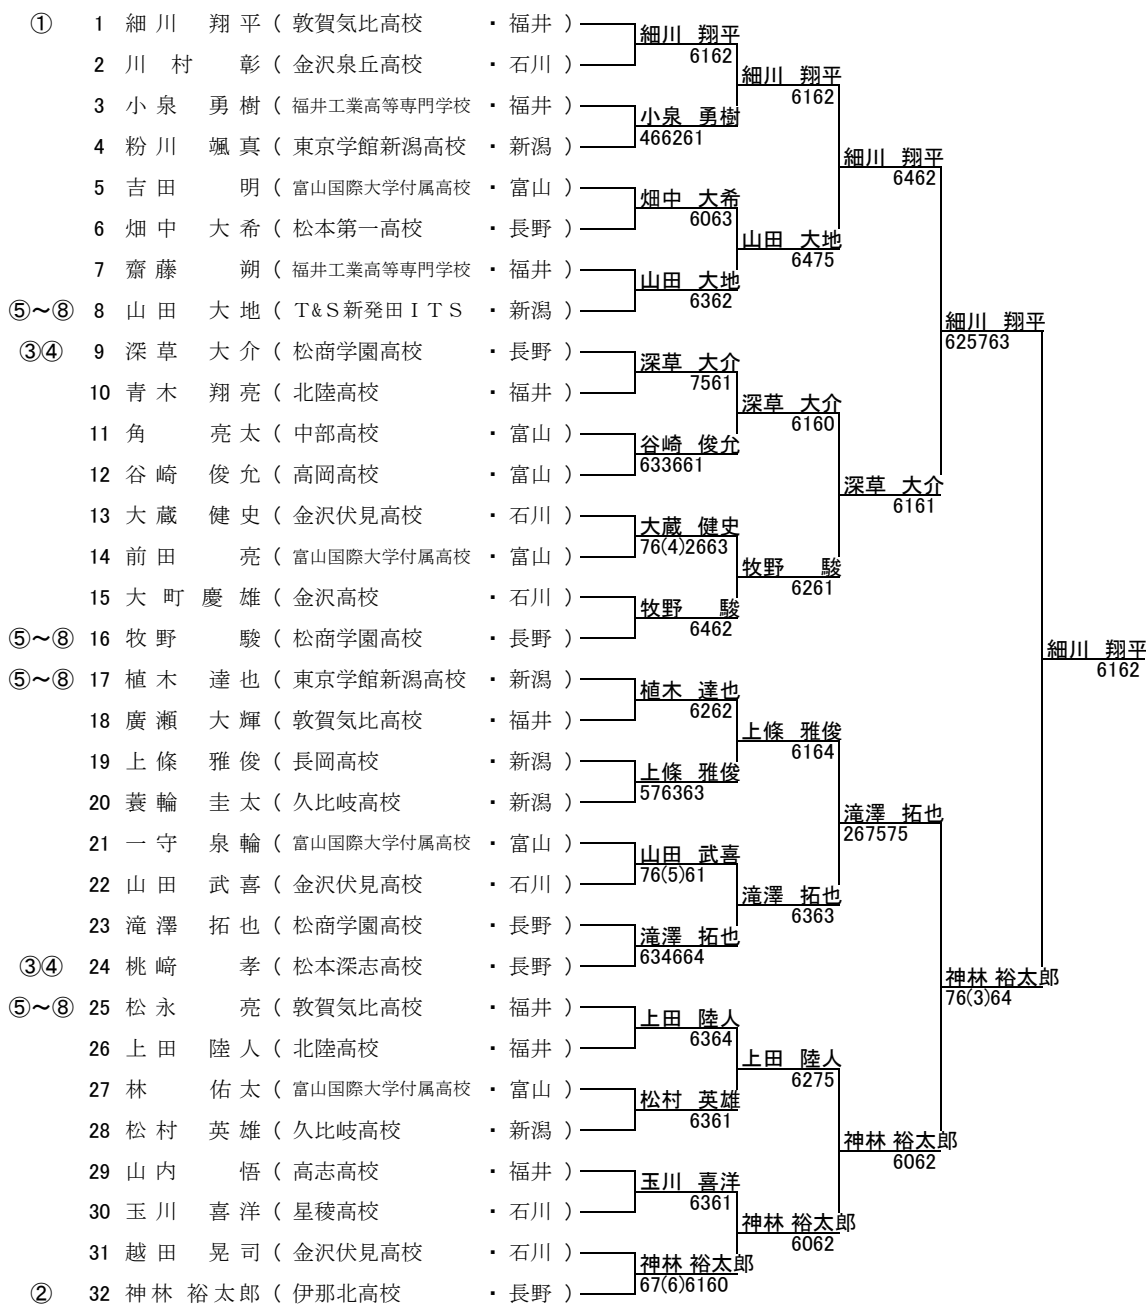 ① 1 細川 翔平 ( 敦賀気比高校 ・ 福井 )
細川 翔平
6162
2 川村 彰 ( 金沢泉丘高校 ・ 石川 )
細川 翔平
6162
3 小泉 勇樹 ( 福井工業高等専門学校 ・ 福井 )
小泉 勇樹
466261
4 粉川 颯真 ( 東京学館新潟高校 ・ 新潟 )
細川 翔平
6462
5 吉田 明 ( 富山国際大学付属高校 ・ 富山 )
畑中 大希
6063
6 畑中 大希 ( 松本第一高校 ・ 長野 )
山田 大地
6475
7 齋藤 朔 ( 福井工業高等専門学校 ・ 福井 )
山田 大地
6362
⑤～⑧ 8 山田 大地 ( T&S新発田ITS ・ 新潟 )
細川 翔平
625763
③④ 9 深草 大介 ( 松商学園高校 ・ 長野 )
深草 大介
7561
10 青木 翔亮 ( 北陸高校 ・ 福井 )
深草 大介
6160
11 角 亮太 ( 中部高校 ・ 富山 )
谷崎 俊允
633661
12 谷崎 俊允 ( 高岡高校 ・ 富山 )
深草 大介
6161
13 大蔵 健史 ( 金沢伏見高校 ・ 石川 )
大蔵 健史
76(4)2663
14 前田 亮 ( 富山国際大学付属高校 ・ 富山 )
牧野 駿
6261
15 大町 慶雄 ( 金沢高校 ・ 石川 )
牧野 駿
6462
⑤～⑧ 16 牧野 駿 ( 松商学園高校 ・ 長野 )
細川 翔平
6162
⑤～⑧ 17 植木 達也 ( 東京学館新潟高校 ・ 新潟 )
植木 達也
6262
18 廣瀬 大輝 ( 敦賀気比高校 ・ 福井 )
上條 雅俊
6164
19 上條 雅俊 ( 長岡高校 ・ 新潟 )
上條 雅俊
576363
20 蓑輪 圭太 ( 久比岐高校 ・ 新潟 )
滝澤 拓也
267575
21 一守 泉輪 ( 富山国際大学付属高校 ・ 富山 )
山田 武喜
76(5)61
22 山田 武喜 ( 金沢伏見高校 ・ 石川 )
滝澤 拓也
6363
23 滝澤 拓也 ( 松商学園高校 ・ 長野 )
滝澤 拓也
634664
③④ 24 桃﨑 孝 ( 松本深志高校 ・ 長野 )
神林 裕太郎
76(3)64
⑤～⑧ 25 松永 亮 ( 敦賀気比高校 ・ 福井 )
上田 陸人
6364
26 上田 陸人 ( 北陸高校 ・ 福井 )
上田 陸人
6275
27 林 佑太 ( 富山国際大学付属高校 ・ 富山 )
松村 英雄
6361
28 松村 英雄 ( 久比岐高校 ・ 新潟 )
神林 裕太郎
6062
29 山内 悟 ( 高志高校 ・ 福井 )
玉川 喜洋
6361
30 玉川 喜洋 ( 星稜高校 ・ 石川 )
神林 裕太郎
6062
31 越田 晃司 ( 金沢伏見高校 ・ 石川 )
神林 裕太郎
67(6)6160
② 32 神林 裕太郎 ( 伊那北高校 ・ 長野 )